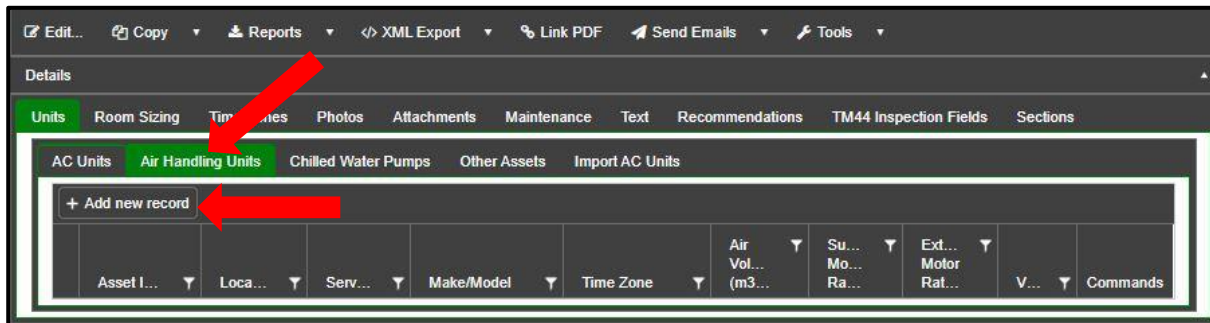 Edit... Copy Reports XML Export Link PDF Send Emails Tools
Details
Units Room Sizing Photos Attachments Maintenance Text Recommendations TM44 Inspection Fields Sections
AC Units Air Handling Units Chilled Water Pumps Other Assets Import AC Units
+ Add new record
Asset I... Loca... Serv... Make/Model Time Zone Air Vol... (m3... Su... Mo... Ra... Ext... Motor Rat... V... Commands